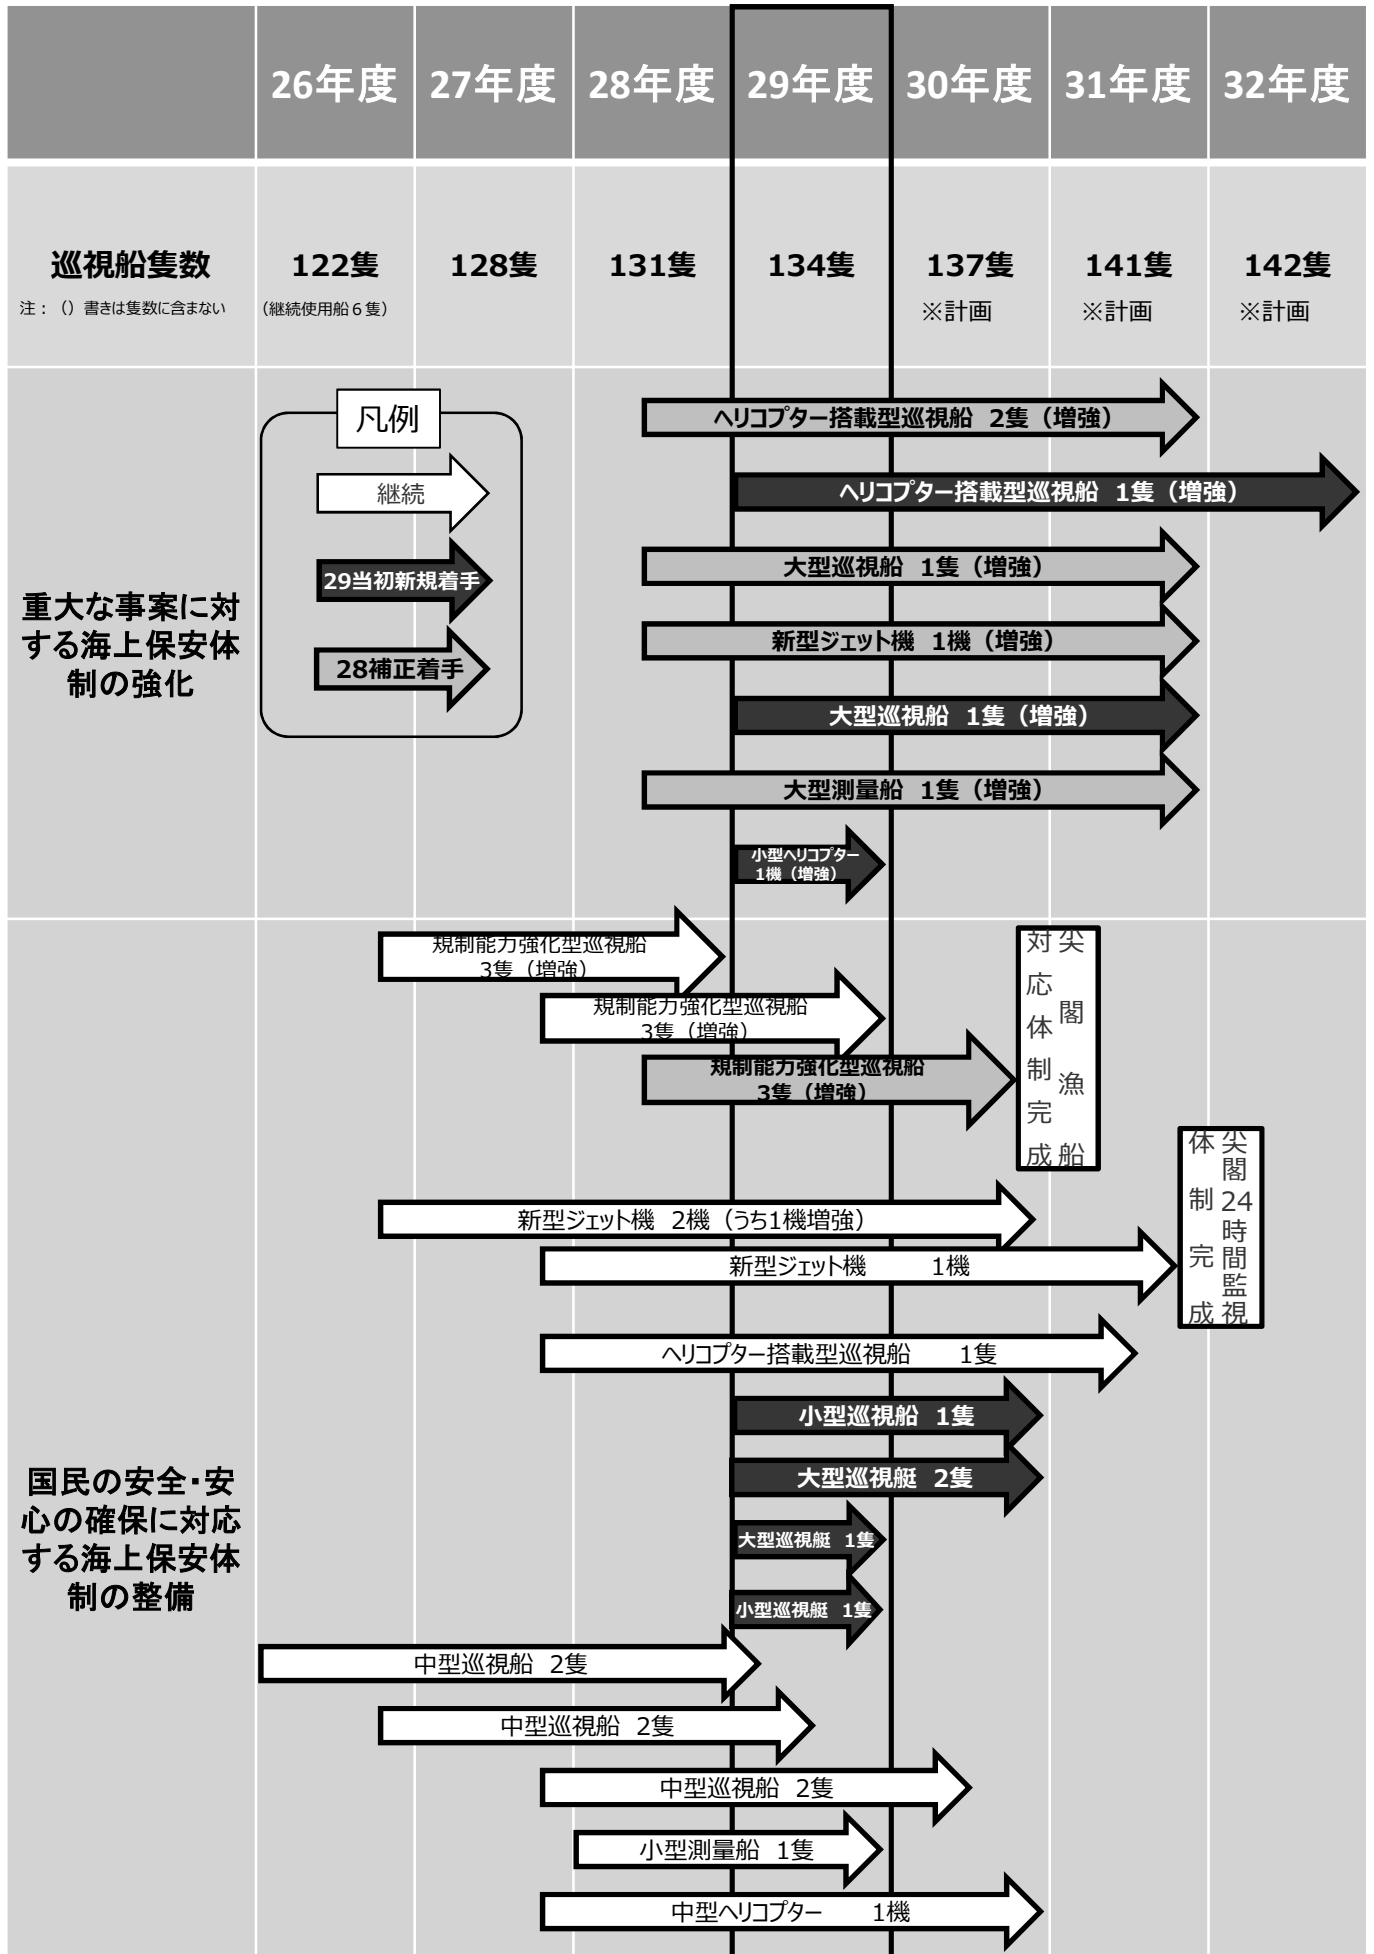 26年度
27年度
28年度
29年度
30年度
31年度
32年度
巡視船隻数
注：（）書きは隻数に含まない
122隻
(継続使用船６隻)
128隻
131隻
134隻
137隻
※計画
141隻
※計画
142隻
※計画
重大な事案に対
する海上保安体
制の強化
凡例
継続
29当初新規着手
28補正着手
ヘリコプター搭載型巡視船 2隻（増強）
ヘリコプター搭載型巡視船 1隻（増強）
大型巡視船 1隻（増強）
新型ジェット機 1機（増強）
大型巡視船 1隻（増強）
大型測量船 1隻（増強）
小型ヘリコプター
1機（増強）
国民の安全・安
心の確保に対応
する海上保安体
制の整備
規制能力強化型巡視船
3隻（増強）
規制能力強化型巡視船
3隻（増強）
規制能力強化型巡視船
3隻（増強）
尖閣漁船
対応体制完成
新型ジェット機 2機（うち1機増強）
新型ジェット機 1機
尖閣24時間監視
体制完成
ヘリコプター搭載型巡視船 1隻
小型巡視船 1隻
大型巡視艇 2隻
大型巡視艇 1隻
小型巡視艇 1隻
中型巡視船 2隻
中型巡視船 2隻
中型巡視船 2隻
小型測量船 1隻
中型ヘリコプター 1機